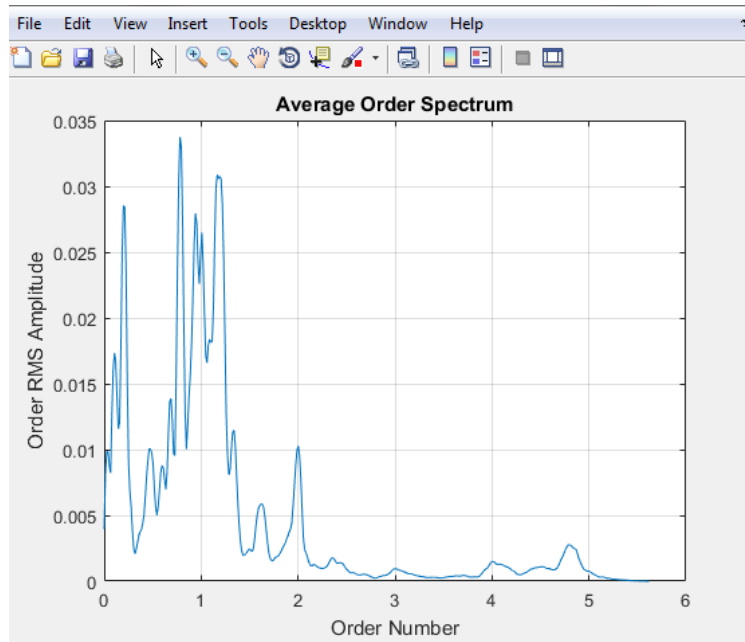 File Edit View Insert Tools Desktop Window Help
Average Order Spectrum
0.035
0.03
0.025
0.02
0.015
0.01
0.005
0
Order RMS Amplitude
0 1 2 3 4 5 6
Order Number